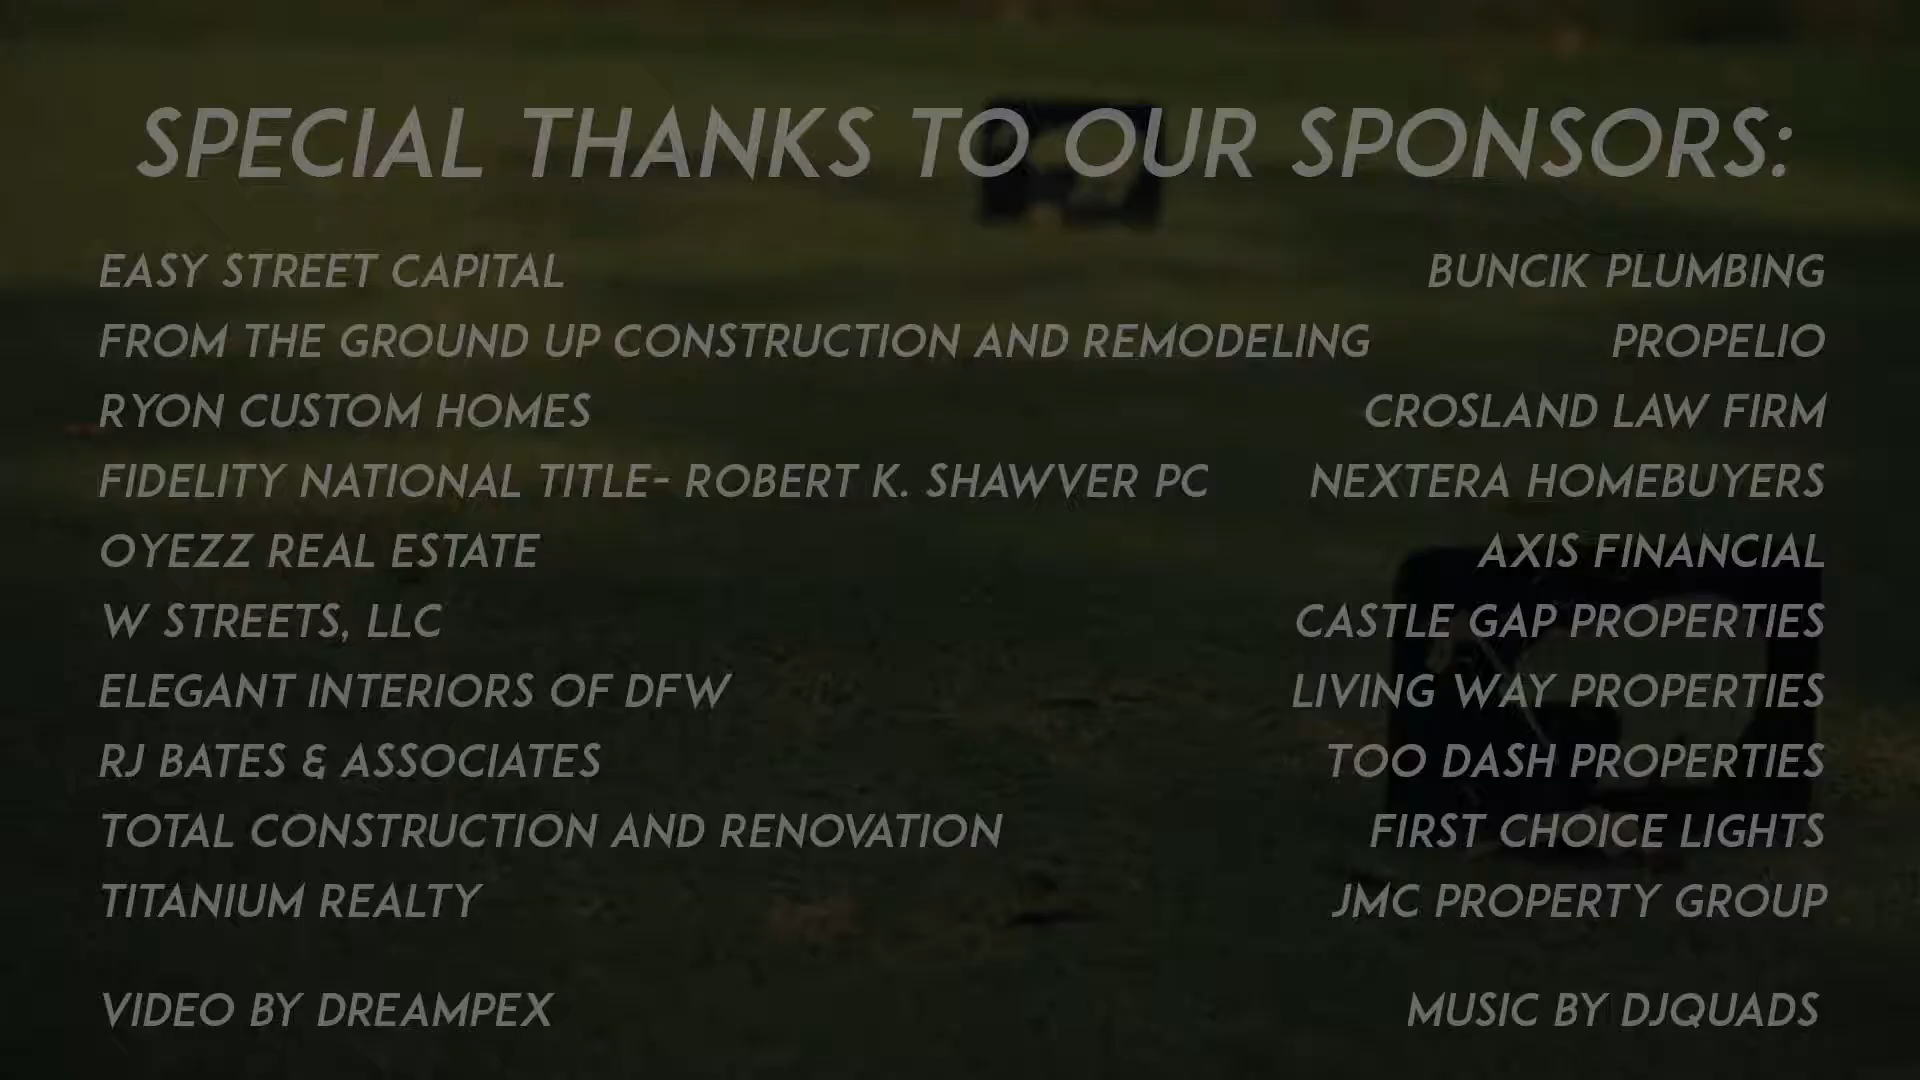 SPECIAL THANKS TO OUR SPONSORS:
EASY STREET CAPITAL
FROM THE GROUND UP CONSTRUCTION AND REMODELING
RYON CUSTOM HOMES
FIDELITY NATIONAL TITLE- ROBERT K. SHAWVER PC
OYEZZ REAL ESTATE
W STREETS, LLC
ELEGANT INTERIORS OF DFW
RJ BATES & ASSOCIATES
TOTAL CONSTRUCTION AND RENOVATION
TITANIUM REALTY
BUNCIK PLUMBING
PROPELIO
CROSLAND LAW FIRM
NEXTERA HOMEBUYERS
AXIS FINANCIAL
CASTLE GAP PROPERTIES
LIVING WAY PROPERTIES
TOO DASH PROPERTIES
FIRST CHOICE LIGHTS
JMC PROPERTY GROUP
VIDEO BY DREAMPEX
MUSIC BY DJQUADS